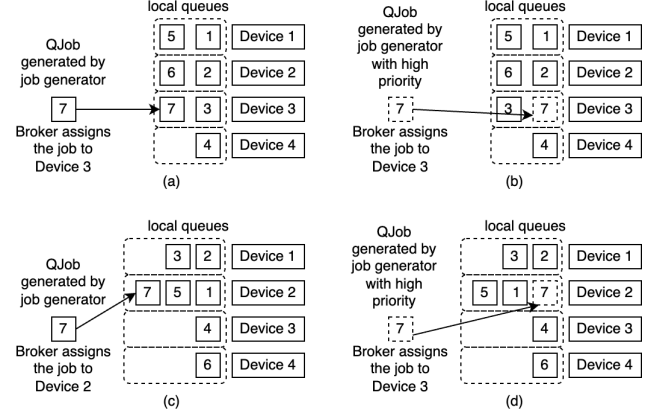 local queues
QJob
generated by
job generator
7
Broker assigns
the job to
Device 3
5 1 Device 1
6 2 Device 2
7 3 Device 3
4 Device 4
(a)
local queues
QJob
generated by
job generator
with high
priority
7
Broker assigns
the job to
Device 3
5 1 Device 1
6 2 Device 2
3 7 Device 3
4 Device 4
(b)
local queues
QJob
generated by
job generator
7
Broker assigns
the job to
Device 2
3 2 Device 1
7 5 1 Device 2
4 Device 3
6 Device 4
(c)
local queues
QJob
generated by
job generator
with high
priority
7
Broker assigns
the job to
Device 3
3 2 Device 1
5 1 7 Device 2
4 Device 3
6 Device 4
(d)